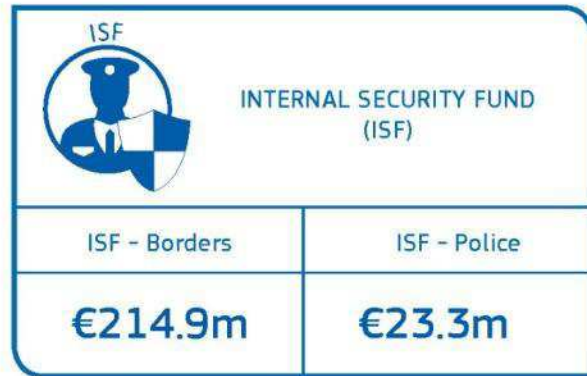 ISF
INTERNAL SECURITY FUND
(ISF)
ISF - Borders
ISF - Police
€214.9m
€23.3m